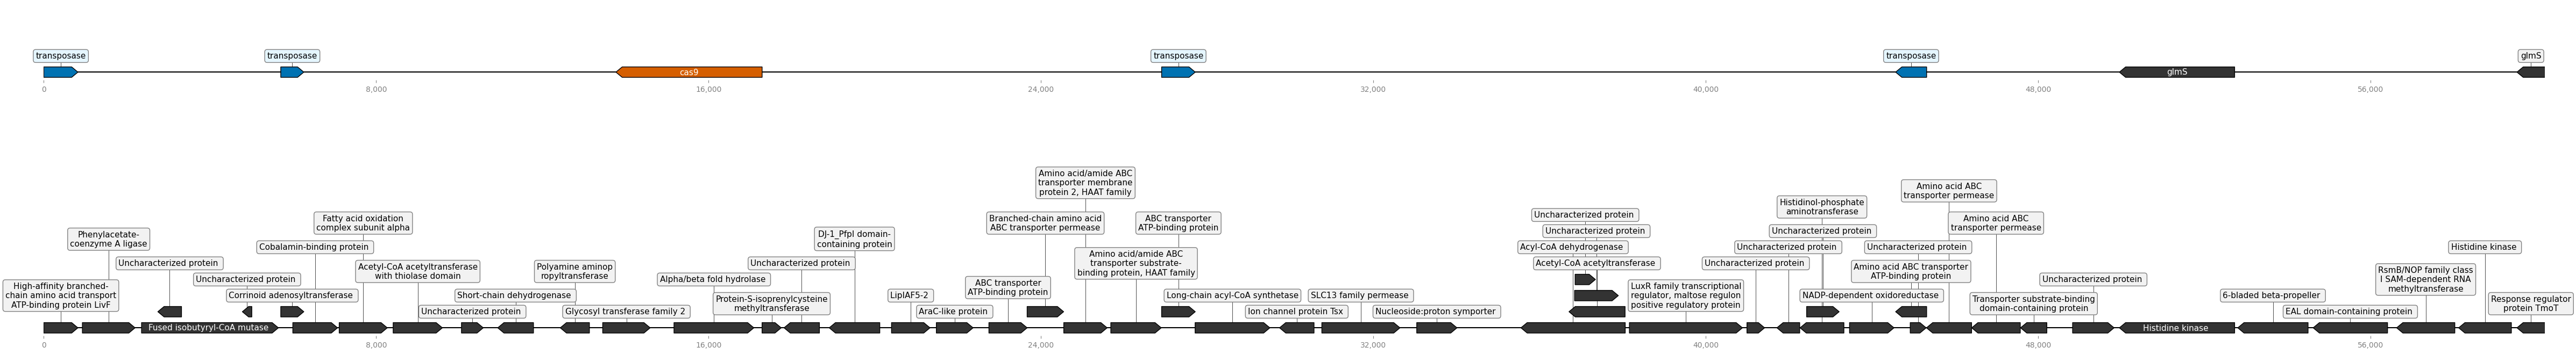 transposase
transposase
transposase
transposase
glmS
cas9
glmS
0
8,000
16,000
24,000
32,000
40,000
48,000
56,000
Amino acid/amide ABC
transporter membrane
protein 2, HAAT family
Amino acid ABC
transporter permease
Histidinol-phosphate
aminotransferase
Fatty acid oxidation
complex subunit alpha
Branched-chain amino acid
ABC transporter permease
ABC transporter
ATP-binding protein
Uncharacterized protein
Amino acid ABC
transporter permease
Phenylacetate-
coenzyme A ligase
DJ-1_PfpI domain-
containing protein
Uncharacterized protein
Uncharacterized protein
Cobalamin-binding protein
Acyl-CoA dehydrogenase
Uncharacterized protein
Uncharacterized protein
Histidine kinase
Uncharacterized protein
Acetyl-CoA acetyltransferase
with thiolase domain
Polyamine aminop
ropyltransferase
Uncharacterized protein
Amino acid/amide ABC
transporter substrate-
binding protein, HAAT family
Acetyl-CoA acetyltransferase
Uncharacterized protein
Amino acid ABC transporter
ATP-binding protein
Uncharacterized protein
Alpha/beta fold hydrolase
Uncharacterized protein
RsmB/NOP family class
I SAM-dependent RNA
methyltransferase
High-affinity branched-
chain amino acid transport
ATP-binding protein LivF
Corrinoid adenosyltransferase
Short-chain dehydrogenase
Protein-S-isoprenylcysteine
methyltransferase
LipIAF5-2
ABC transporter
ATP-binding protein
Long-chain acyl-CoA synthetase
SLC13 family permease
LuxR family transcriptional
regulator, maltose regulon
positive regulatory protein
NADP-dependent oxidoreductase
Transporter substrate-binding
domain-containing protein
6-bladed beta-propeller
Response regulator
protein TmoT
Uncharacterized protein
Glycosyl transferase family 2
AraC-like protein
Ion channel protein Tsx
Nucleoside:proton symporter
EAL domain-containing protein
Fused isobutyryl-CoA mutase
Histidine kinase
0
8,000
16,000
24,000
32,000
40,000
48,000
56,000